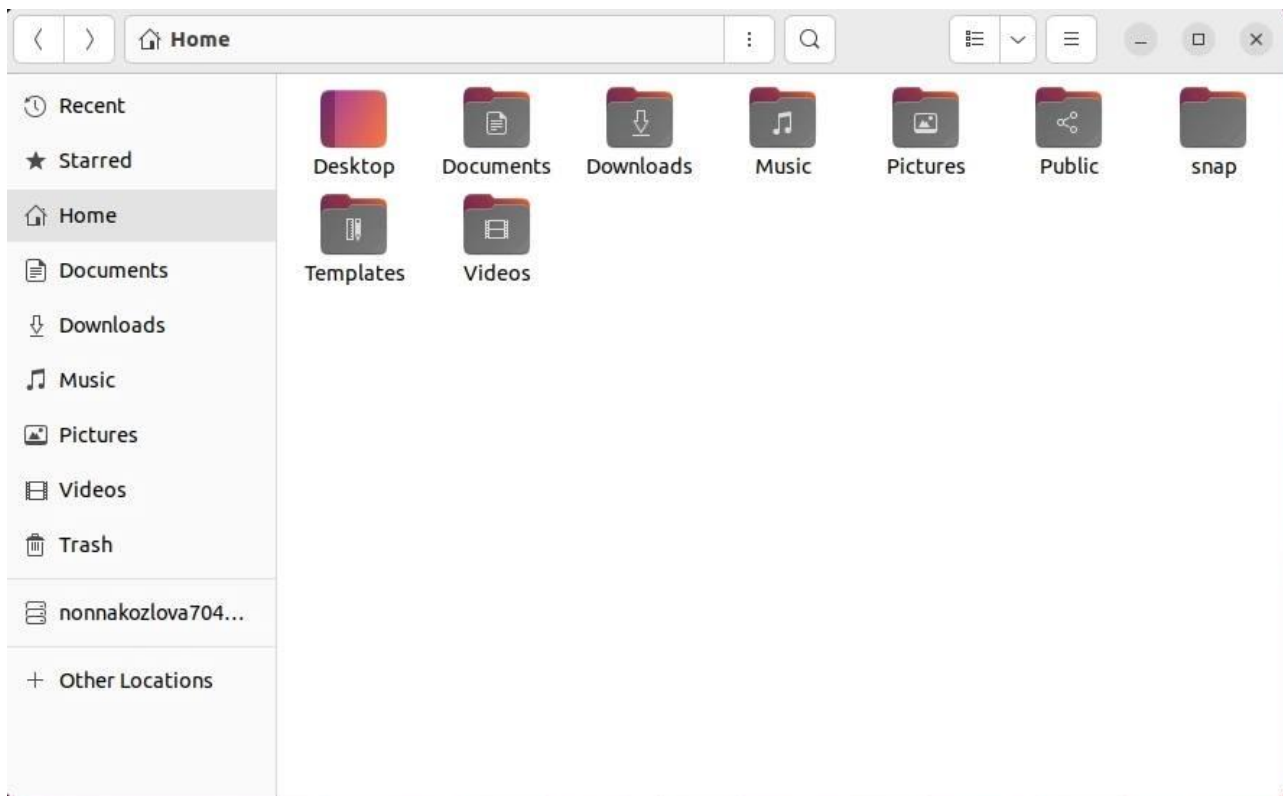 Home
Recent
Starred
Home
Documents
Downloads
Music
Pictures
Videos
Trash
nonnakozlova704...
Other Locations
Desktop Documents Downloads Music Pictures Public snap
Templates Videos